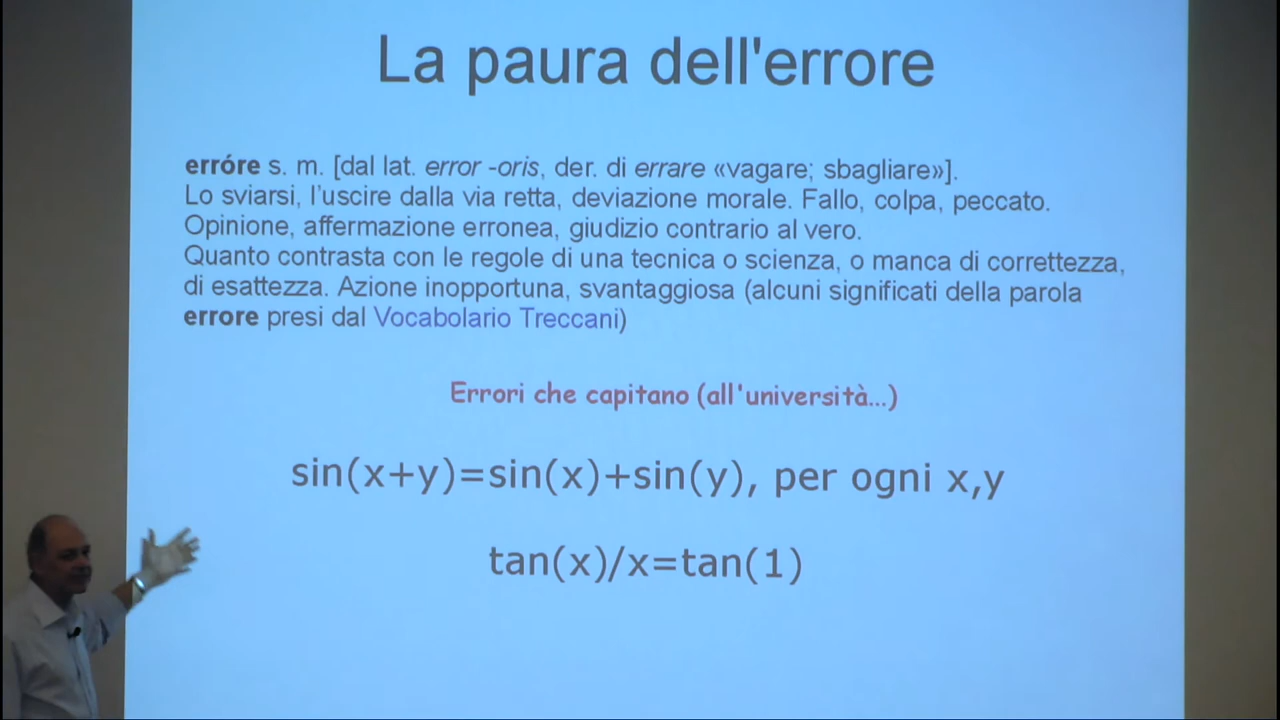 La paura dell'errore
erróre s. m. [dal lat. error -oris, der. di errare «vagare; sbagliare»].
Lo sviarsi, l'uscire dalla via retta, deviazione morale. Fallo, colpa, peccato.
Opinione, affermazione erronea, giudizio contrario al vero.
Quanto contrasta con le regole di una tecnica o scienza, o manca di correttezza,
di esattezza. Azione inopportuna, svantaggiosa (alcuni significati della parola
errore presi dal Vocabolario Treccani)
Errori che capitano (all'università...)
sin(x+y)=sin(x)+sin(y), per ogni x,y
tan(x)/x=tan(1)